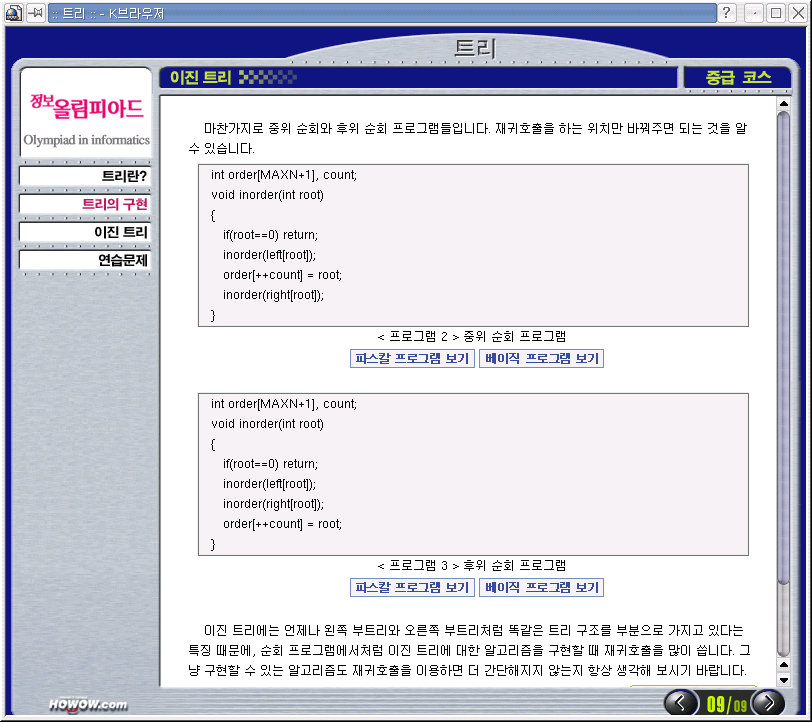 :: 트리 :: - K브라우저
트리
이진 트리
중급 코스
정보올림피아드
Olympiad in informatics
트리란?
트리의 구현
이진 트리
연습문제
마찬가지로 중위 순회와 후위 순회 프로그램들입니다. 재귀호출을 하는 위치만 바꿔주면 되는 것을 알
수 있습니다.
int order[MAXN+1], count;
void inorder(int root)
{
if(root==0) return;
inorder(left[root]);
order[++count] = root;
inorder(right[root]);
}
< 프로그램 2 > 중위 순회 프로그램
파스칼 프로그램 보기 베이직 프로그램 보기
int order[MAXN+1], count;
void inorder(int root)
{
if(root==0) return;
inorder(left[root]);
inorder(right[root]);
order[++count] = root;
}
< 프로그램 3 > 후위 순회 프로그램
파스칼 프로그램 보기 베이직 프로그램 보기
이진 트리에는 언제나 왼쪽 부트리와 오른쪽 부트리처럼 똑같은 트리 구조를 부분으로 가지고 있다는
특징 때문에, 순회 프로그램에서처럼 이진 트리에 대한 알고리즘을 구현할 때 재귀호출을 많이 씁니다. 그
냥 구현할 수 있는 알고리즘도 재귀호출을 이용하면 더 간단해지지 않는지 항상 생각해 보시기 바랍니다.
HOWOW.com
09/09